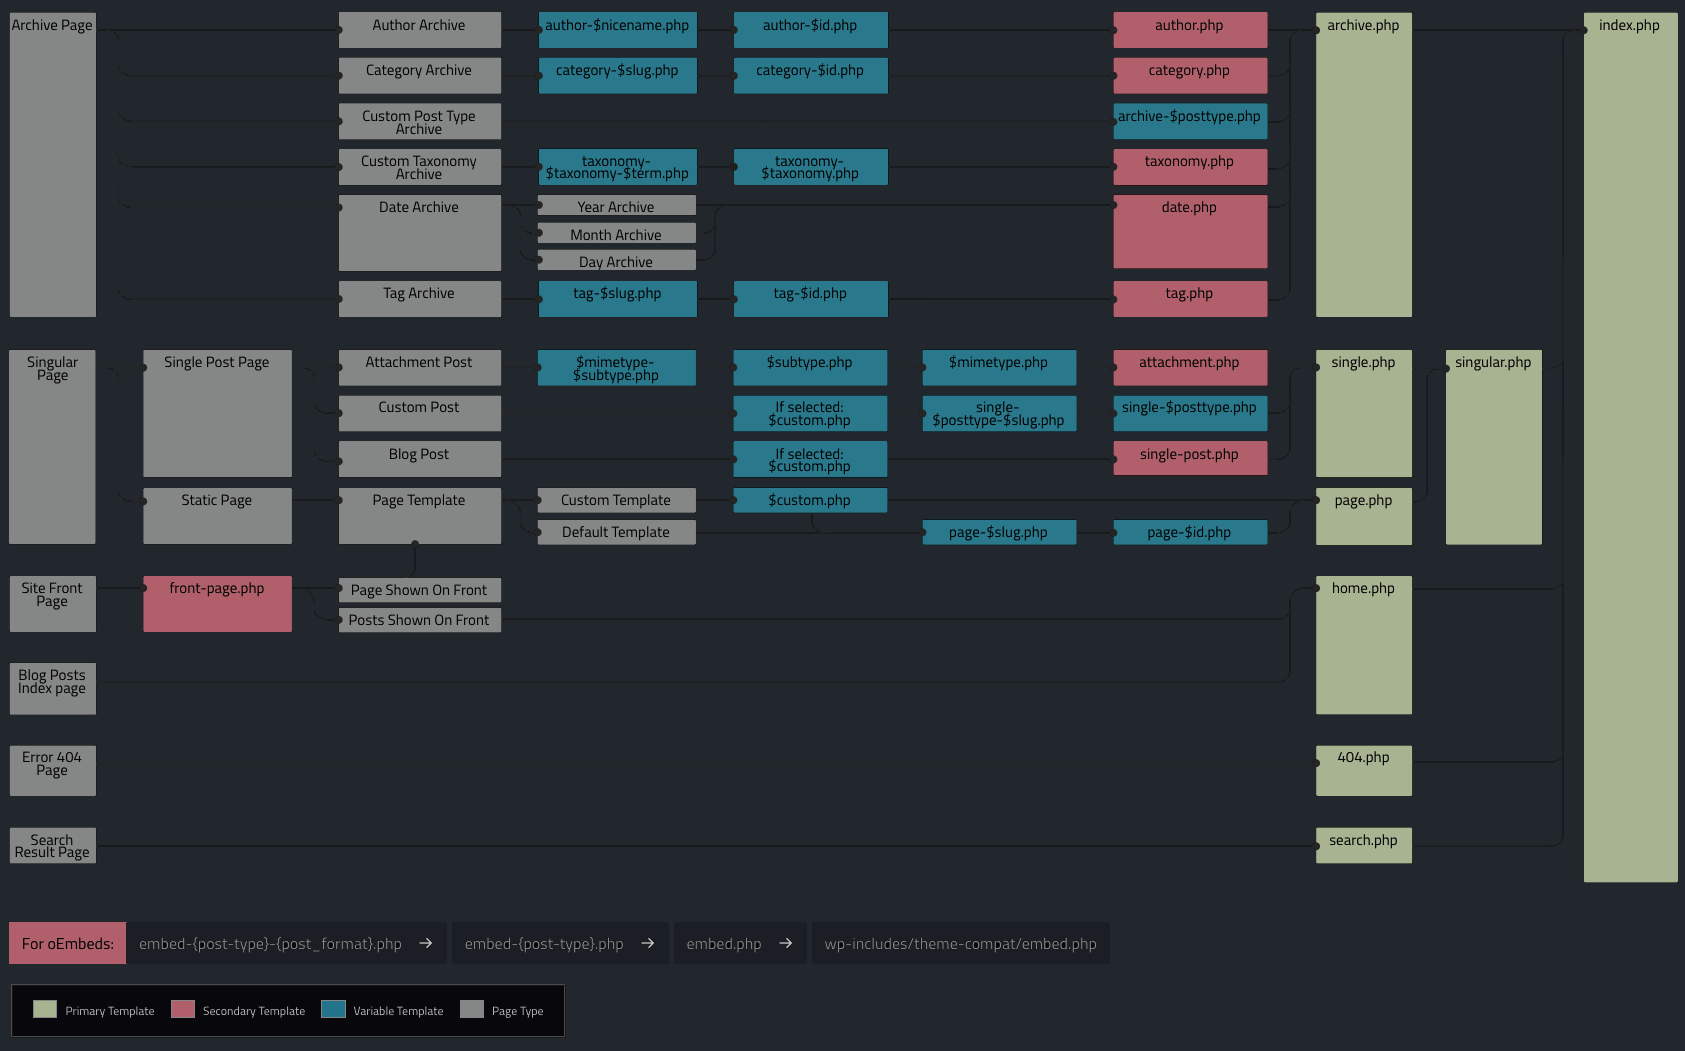 Archive Page
Author Archive
author-$nicename.php
author-$id.php
author.php
archive.php
index.php
Category Archive
category-$slug.php
category-$id.php
category.php
Custom Post Type
Archive
archive-$posttype.php
Custom Taxonomy
Archive
taxonomy-
$taxonomy-$term.php
taxonomy-
$taxonomy.php
taxonomy.php
Date Archive
Year Archive
Month Archive
Day Archive
date.php
Tag Archive
tag-$slug.php
tag-$id.php
tag.php
Singular
Page
Single Post Page
Attachment Post
$mimetype-
$subtype.php
$subtype.php
$mimetype.php
attachment.php
single.php
singular.php
Custom Post
If selected:
$custom.php
single-
$posttype-$slug.php
single-$posttype.php
Blog Post
If selected:
$custom.php
single-post.php
Static Page
Page Template
Custom Template
$custom.php
page.php
Default Template
page-$slug.php
page-$id.php
Site Front
Page
front-page.php
Page Shown On Front
Posts Shown On Front
home.php
Blog Posts
Index page
Error 404
Page
404.php
Search
Result Page
search.php
For oEmbeds:
embed-{post-type}-{post_format}.php →
embed-{post-type}.php →
embed.php →
wp-includes/theme-compat/embed.php
Primary Template
Secondary Template
Variable Template
Page Type